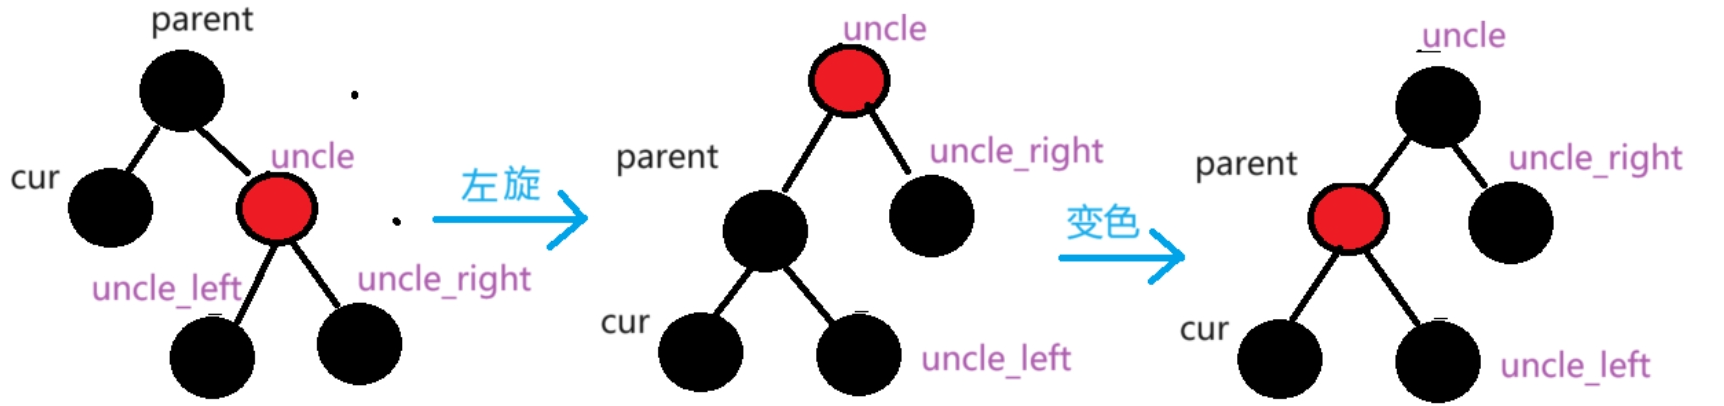 parent
cur
uncle
uncle_left
uncle_right
左旋
uncle
parent
uncle_right
cur
uncle_left
变色
uncle
parent
uncle_right
cur
uncle_left